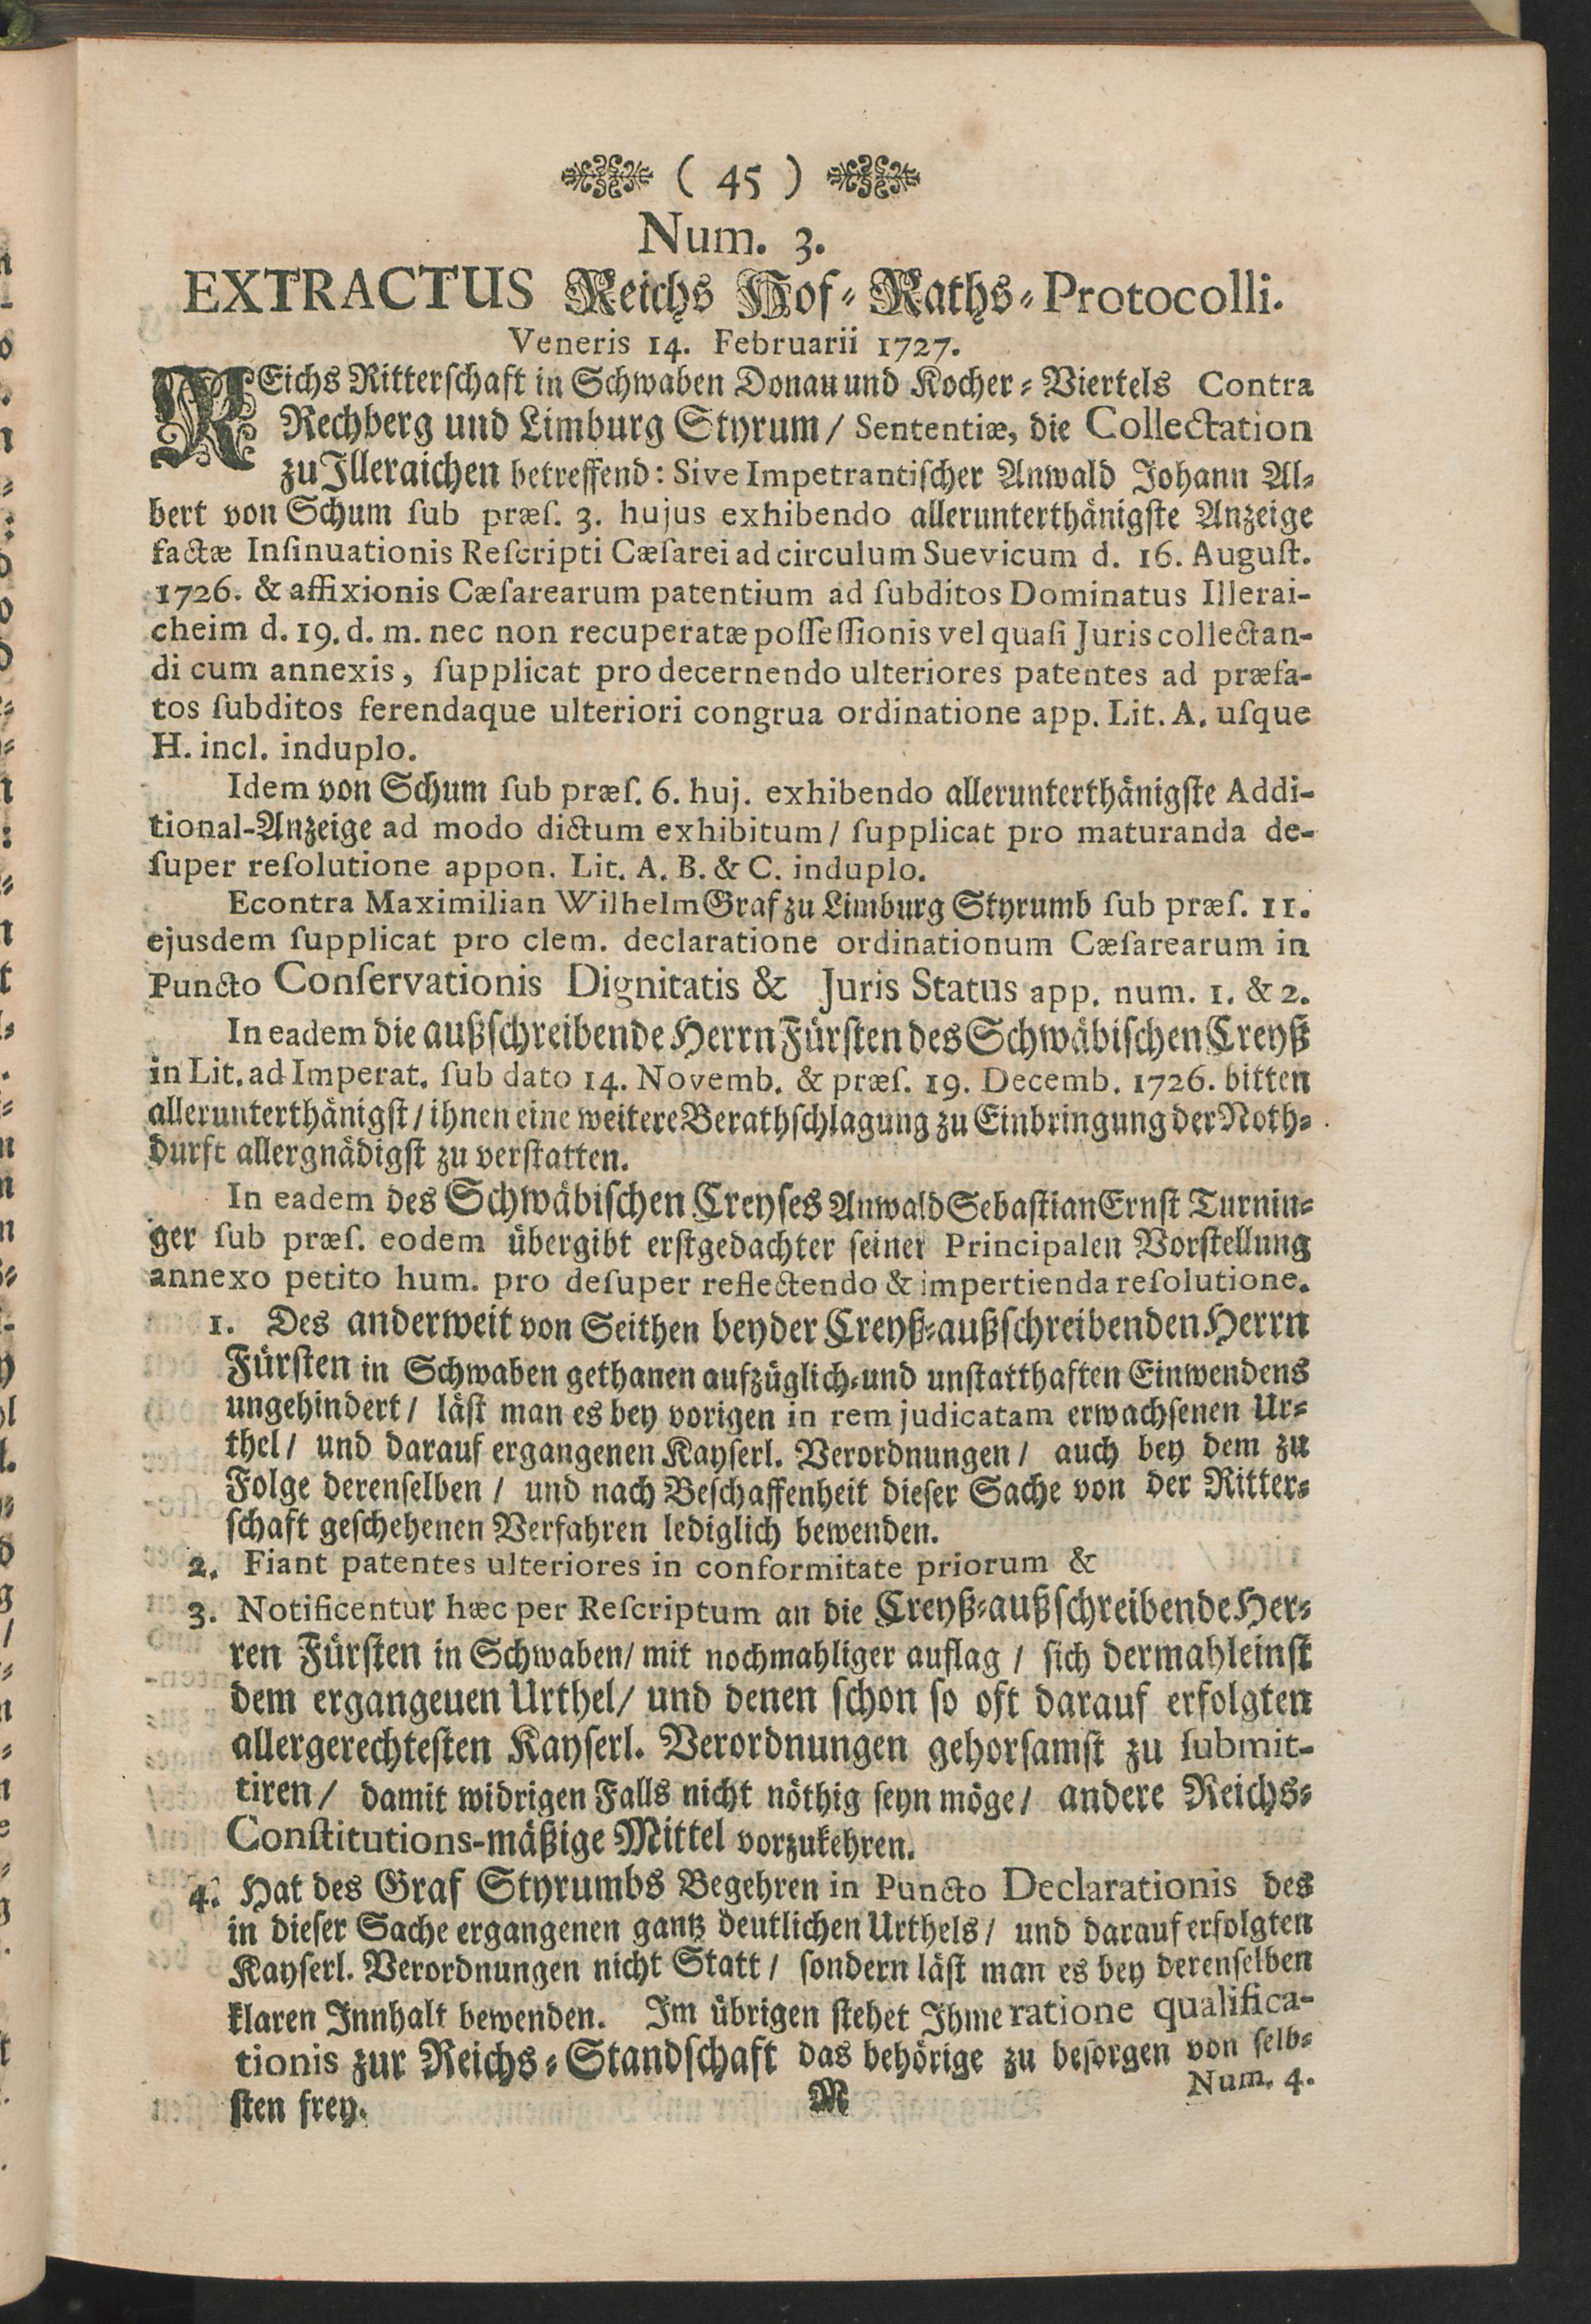 ( 45 )
Num. 3.
EXTRACTUS Reichs Hof-Raths-Protocolli.
Veneris 14. Februarii 1727.
REichs Ritterschaft in Schwaben Donau und Kocher-Viertels Contra
Rechberg und Limburg Styrum / Sententiæ, die Collectation
zu Illeraichen betreffend: Sive Impetrantischer Anwald Johann Al-
bert von Schum ſub præſ. 3. hujus exhibendo allerunterthänigste Anzeige
factæ Inſinuationis Reſcripti Cæſarei ad circulum Suevicum d. 16. Auguſt.
1726. & affixionis Cæſarearum patentium ad ſubditos Dominatus Illerai-
cheim d. 19. d. m. nec non recuperatæ poſſeſſionis vel quaſi Juris collectan-
di cum annexis, ſupplicat pro decernendo ulteriores patentes ad præfa-
tos ſubditos ferendaque ulteriori congrua ordinatione app. Lit. A. uſque
H. incl. induplo.
Idem von Schum ſub præſ. 6. huj. exhibendo allerunterthänigste Addi-
tional-Anzeige ad modo dictum exhibitum / ſupplicat pro maturanda de-
ſuper reſolutione appon. Lit. A. B. & C. induplo.
Econtra Maximilian Wilhelm Graf zu Limburg Styrumb ſub præſ. 11.
ejusdem ſupplicat pro clem. declaratione ordinationum Cæſarearum in
Puncto Conſervationis Dignitatis & Juris Status app. num. 1. & 2.
In eadem die außschreibende Herrn Fürsten des Schwäbischen Creyß
in Lit. ad Imperat. ſub dato 14. Novemb. & præſ. 19. Decemb. 1726. bitten
allerunterthänigst / ihnen eine weitere Berathschlagung zu Einbringung der Noth-
durft allergnädigst zu verstatten.
In eadem des Schwäbischen Creyses Anwald Sebastian Ernst Turnin-
ger ſub præſ. eodem übergibt erstgedachter seiner Principalen Vorstellung
annexo petito hum. pro deſuper reflectendo & impertienda reſolutione.
1. Des anderweit von Seithen beyder Creyß-außschreibenden Herrn
Fürsten in Schwaben gethanen aufzüglich-und unstatthaften Einwendens
ungehindert / läst man es bey vorigen in rem judicatam erwachsenen Ur-
thel / und darauf ergangenen Kayserl. Verordnungen / auch bey dem zu
Folge derenselben / und nach Beschaffenheit dieser Sache von der Ritter-
schaft geschehenen Verfahren lediglich bewenden.
2. Fiant patentes ulteriores in conformitate priorum &
3. Notificentur hæc per Reſcriptum an die Creyß-außschreibende Her-
ren Fürsten in Schwaben / mit nochmahliger auflag / sich dermahleinst
dem ergangeuen Urthel / und denen schon so oft darauf erfolgten
allergerechtesten Kayserl. Verordnungen gehorsamst zu ſubmit-
tiren / damit widrigen Falls nicht nöthig seyn möge / andere Reichs-
Conſtitutions-mäßige Mittel vorzukehren.
4. Hat des Graf Styrumbs Begehren in Puncto Declarationis des
in dieser Sache ergangenen gantz deutlichen Urthels / und darauf erfolgten
Kayserl. Verordnungen nicht Statt / sondern läst man es bey derenselben
klaren Innhalt bewenden. Im übrigen stehet Ihme ratione qualifica-
tionis zur Reichs-Standschaft das behörige zu besorgen von selb-
sten frey.
M
Num. 4.